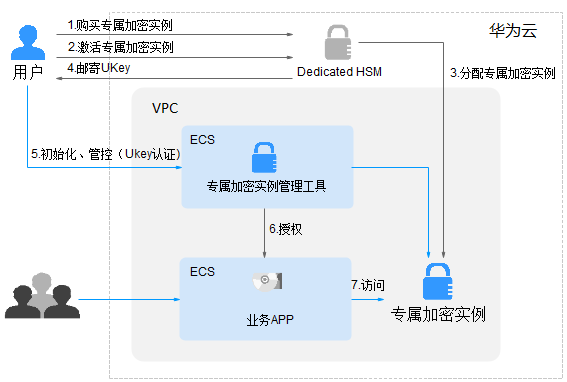 1.购买专属加密实例
华为云
2.激活专属加密实例
4.邮寄UKey
用户
Dedicated HSM
3.分配专属加密实例
VPC
ECS
5.初始化、管控（Ukey认证)
专属加密实例管理工具
6.授权
ECS
7.访问
业务APP
专属加密实例